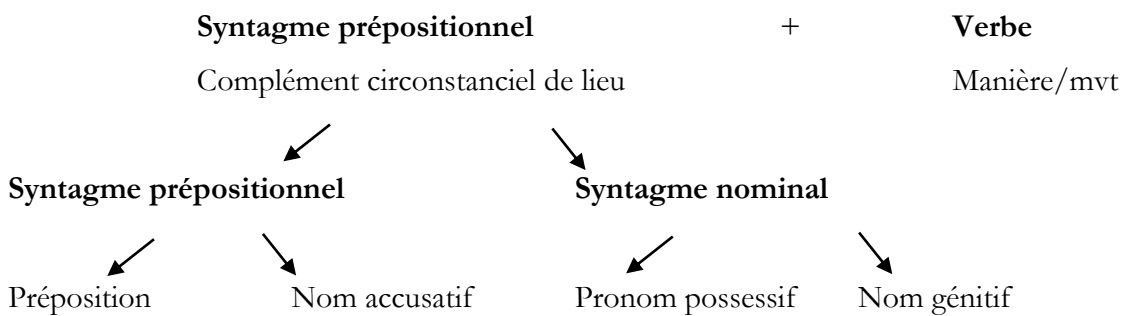 Syntagme prépositionnel + Verbe
Complément circonstanciel de lieu Manière/mvt
Syntagme prépositionnel Syntagme nominal
Préposition Nom accusatif Pronom possessif Nom génitif